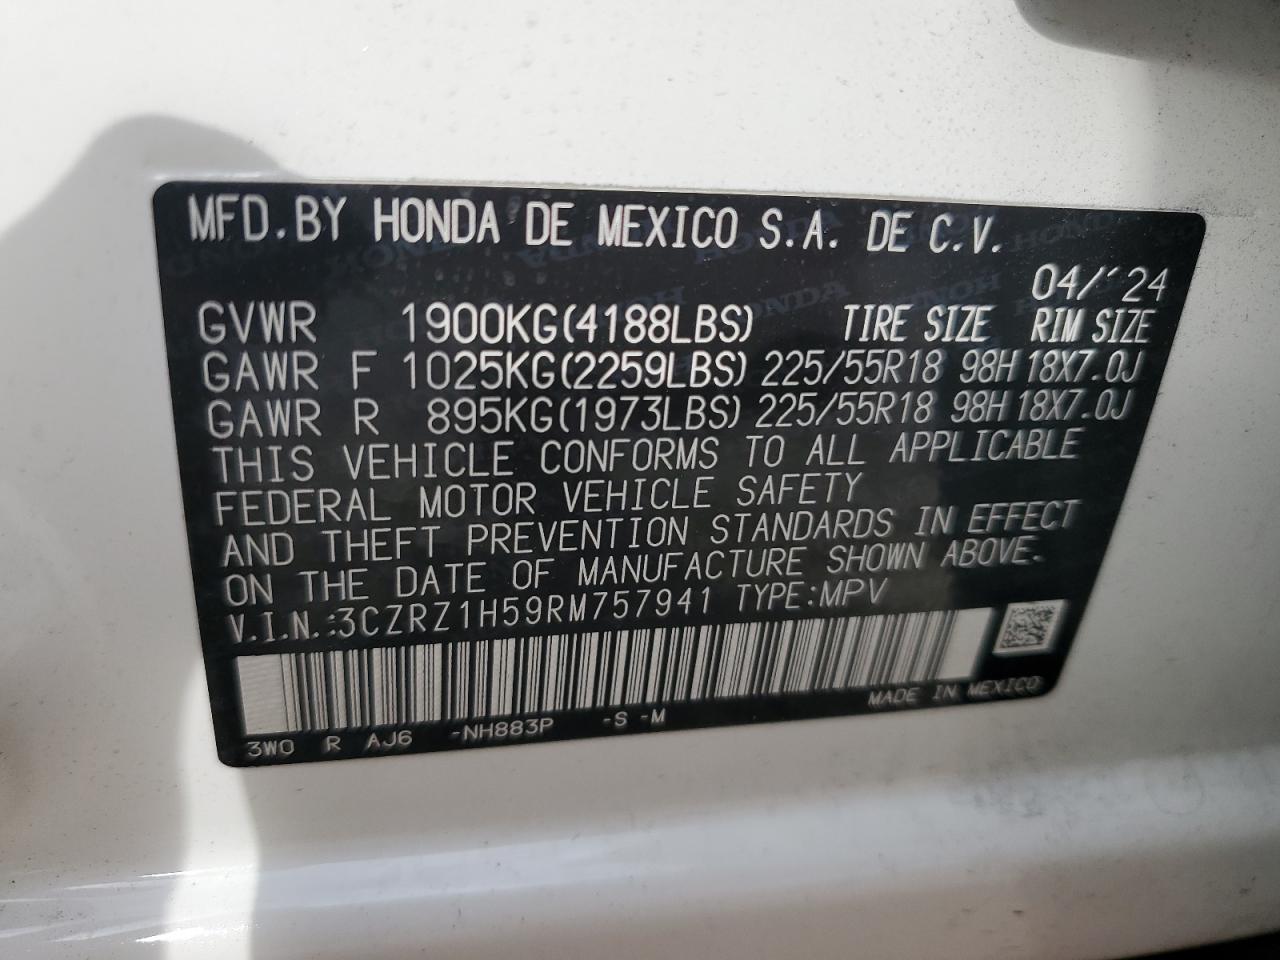 MFD.BY HONDA DE MEXICO S.A. DE C.V.
04/'24
GVWR 1900KG(4188LBS) TIRE SIZE RIM SIZE
GAWR F 1025KG(2259LBS) 225/55R18 98H 18X7.0J
GAWR R 895KG(1973LBS) 225/55R18 98H 18X7.0J
THIS VEHICLE CONFORMS TO ALL APPLICABLE
FEDERAL MOTOR VEHICLE SAFETY
AND THEFT PREVENTION STANDARDS IN EFFECT
ON THE DATE OF MANUFACTURE SHOWN ABOVE.
V.I.N.:3CZRZ1H59RM757941 TYPE:MPV
MADE IN MEXICO
3W0 R AJ6 -NH883P -S -M